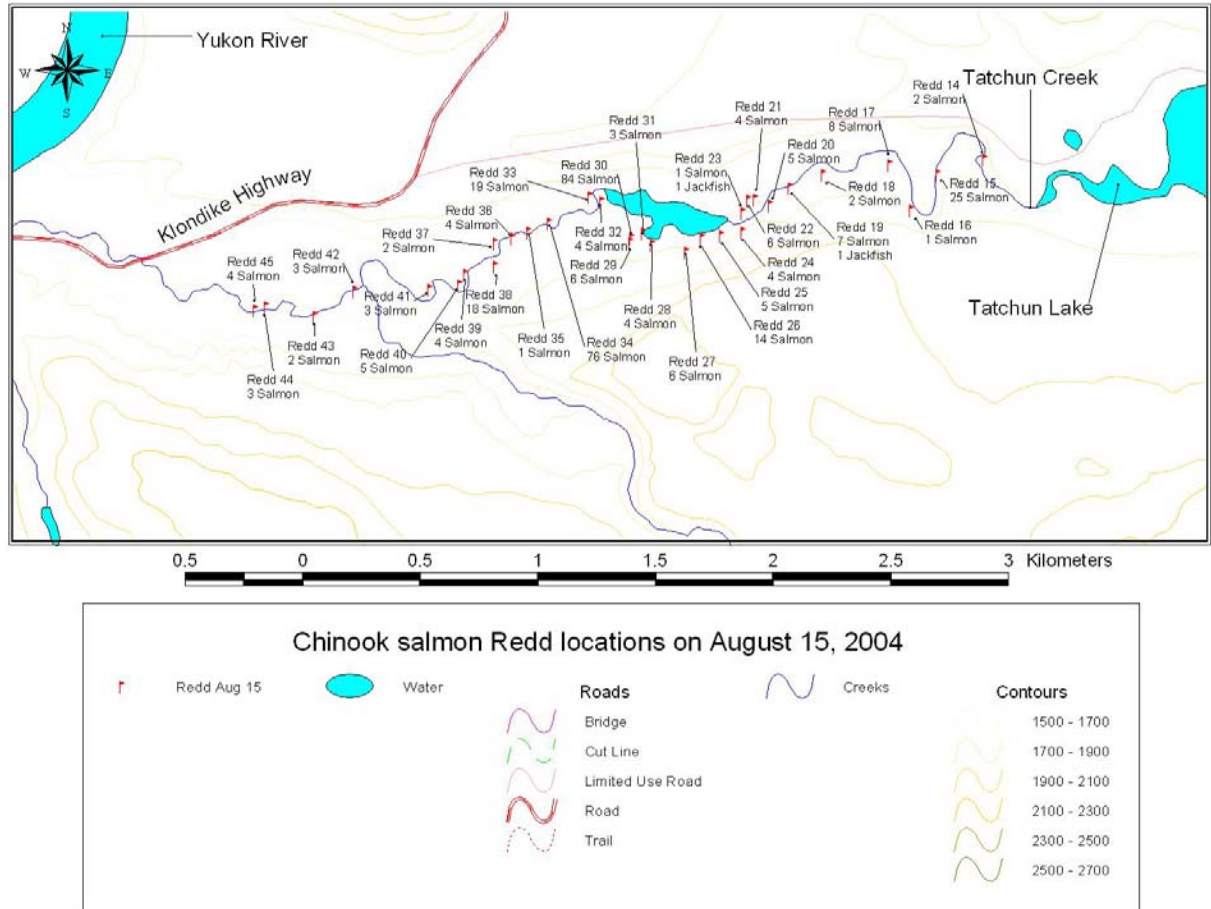 N
Yukon River
W
E
S
Klondike Highway
Tatchun Creek
Redd 14
2 Salmon
Redd 17
8 Salmon
Redd 21
4 Salmon
Redd 31
3 Salmon
Redd 20
5 Salmon
Redd 23
1 Salmon
1 Jackfish
Redd 30
84 Salmon
Redd 33
19 Salmon
Redd 15
25 Salmon
Redd 18
2 Salmon
Redd 16
1 Salmon
Redd 19
7 Salmon
1 Jackfish
Redd 22
6 Salmon
Redd 36
4 Salmon
Redd 32
4 Salmon
Redd 37
2 Salmon
Redd 29
6 Salmon
Redd 24
4 Salmon
Redd 42
3 Salmon
Redd 45
4 Salmon
Redd 38
18 Salmon
Redd 41
3 Salmon
Redd 25
5 Salmon
Redd 28
4 Salmon
Redd 26
14 Salmon
Tatchun Lake
Redd 39
4 Salmon
Redd 35
1 Salmon
Redd 34
76 Salmon
Redd 43
2 Salmon
Redd 40
5 Salmon
Redd 27
6 Salmon
Redd 44
3 Salmon
0.5 0 0.5 1 1.5 2 2.5 3 Kilometers
Chinook salmon Redd locations on August 15, 2004
Redd Aug 15
Water
Roads
Bridge
Cut Line
Limited Use Road
Road
Trail
Creeks
Contours
1500 - 1700
1700 - 1900
1900 - 2100
2100 - 2300
2300 - 2500
2500 - 2700